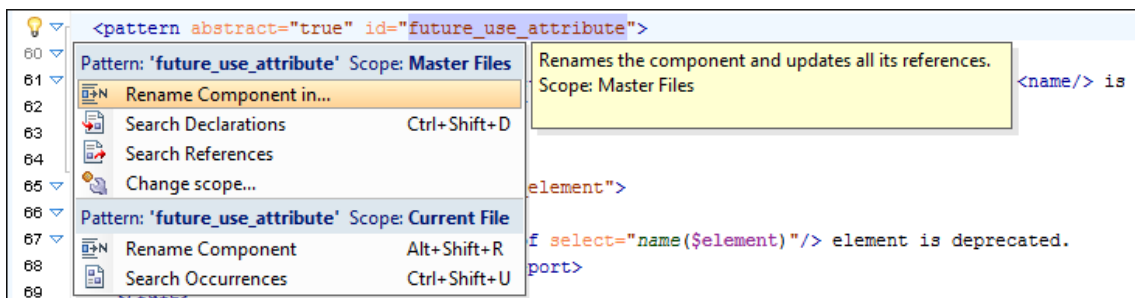 <pattern abstract="true" id="future_use_attribute">
60
Pattern: 'future_use_attribute' Scope: Master Files
Renames the component and updates all its references.
Scope: Master Files
61
<name/> is
Rename Component in...
62
Search Declarations Ctrl+Shift+D
63
Search References
64
Change scope...
65
element">
66
Pattern: 'future_use_attribute' Scope: Current File
67
f select="name($element)"/> element is deprecated.
Rename Component Alt+Shift+R
68
port>
Search Occurrences Ctrl+Shift+U
69